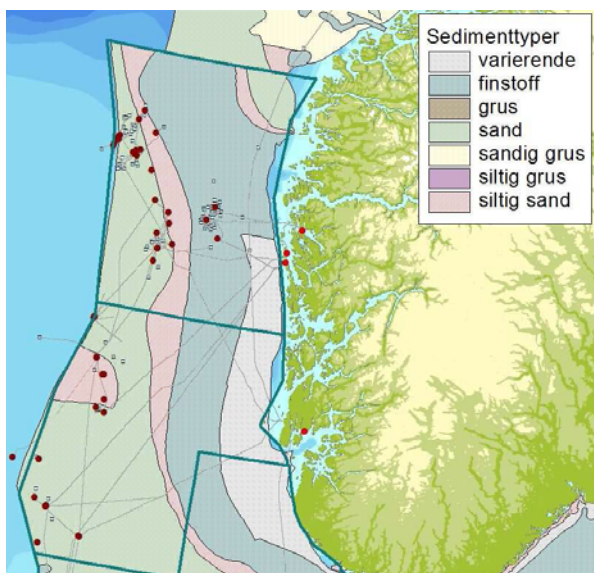 Sedimenttyper
varierende
finstoff
grus
sand
sandig grus
siltig grus
siltig sand